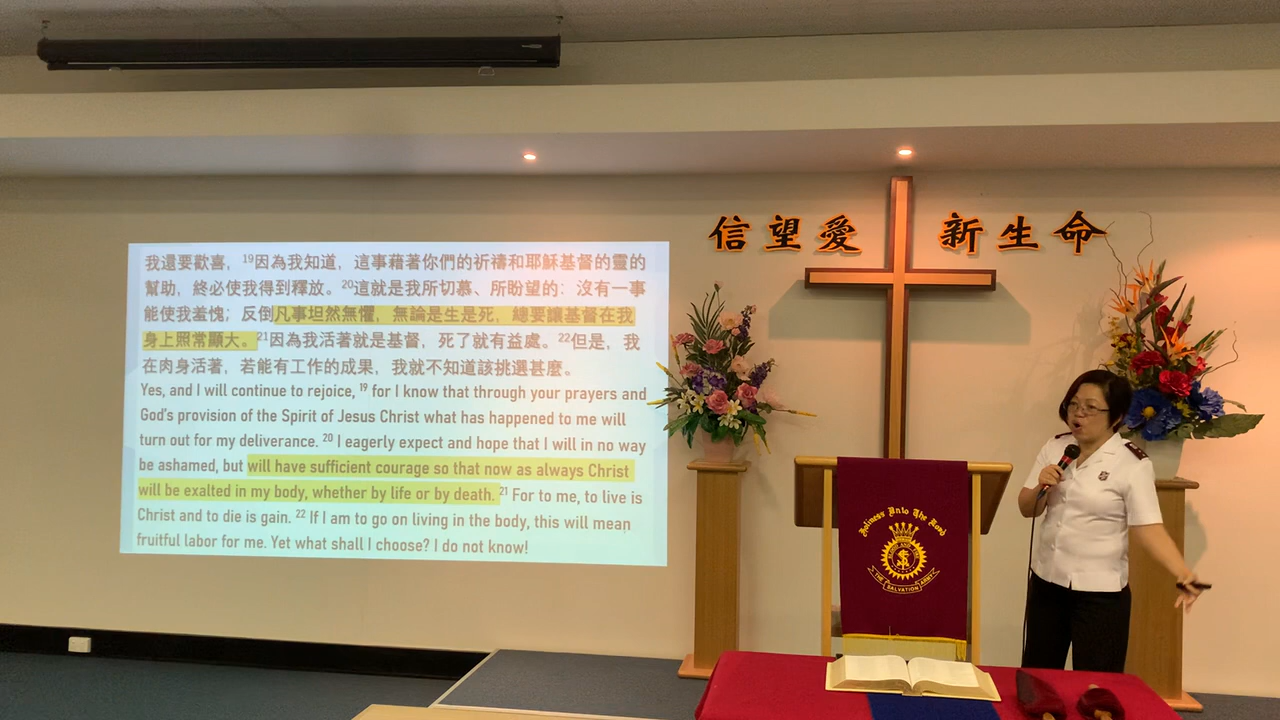 我還要歡喜，¹⁹因為我知道，這事藉著你們的祈禱和耶穌基督的靈的
幫助，終必使我得到釋放。²⁰這就是我所切慕、所盼望的：沒有一事
能使我羞愧；反倒凡事坦然無懼，無論是生是死，總要讓基督在我
身上照常顯大。²¹因為我活著就是基督，死了就有益處。²²但是，我
在肉身活著，若能有工作的成果，我就不知道該挑選甚麼。
Yes, and I will continue to rejoice, ¹⁹ for I know that through your prayers and
God's provision of the Spirit of Jesus Christ what has happened to me will
turn out for my deliverance. ²⁰ I eagerly expect and hope that I will in no way
be ashamed, but will have sufficient courage so that now as always Christ
will be exalted in my body, whether by life or by death. ²¹ For to me, to live is
Christ and to die is gain. ²² If I am to go on living in the body, this will mean
fruitful labor for me. Yet what shall I choose? I do not know!
信望愛 新生命
Holiness Unto The Lord
BLOOD AND FIRE
THE SALVATION ARMY